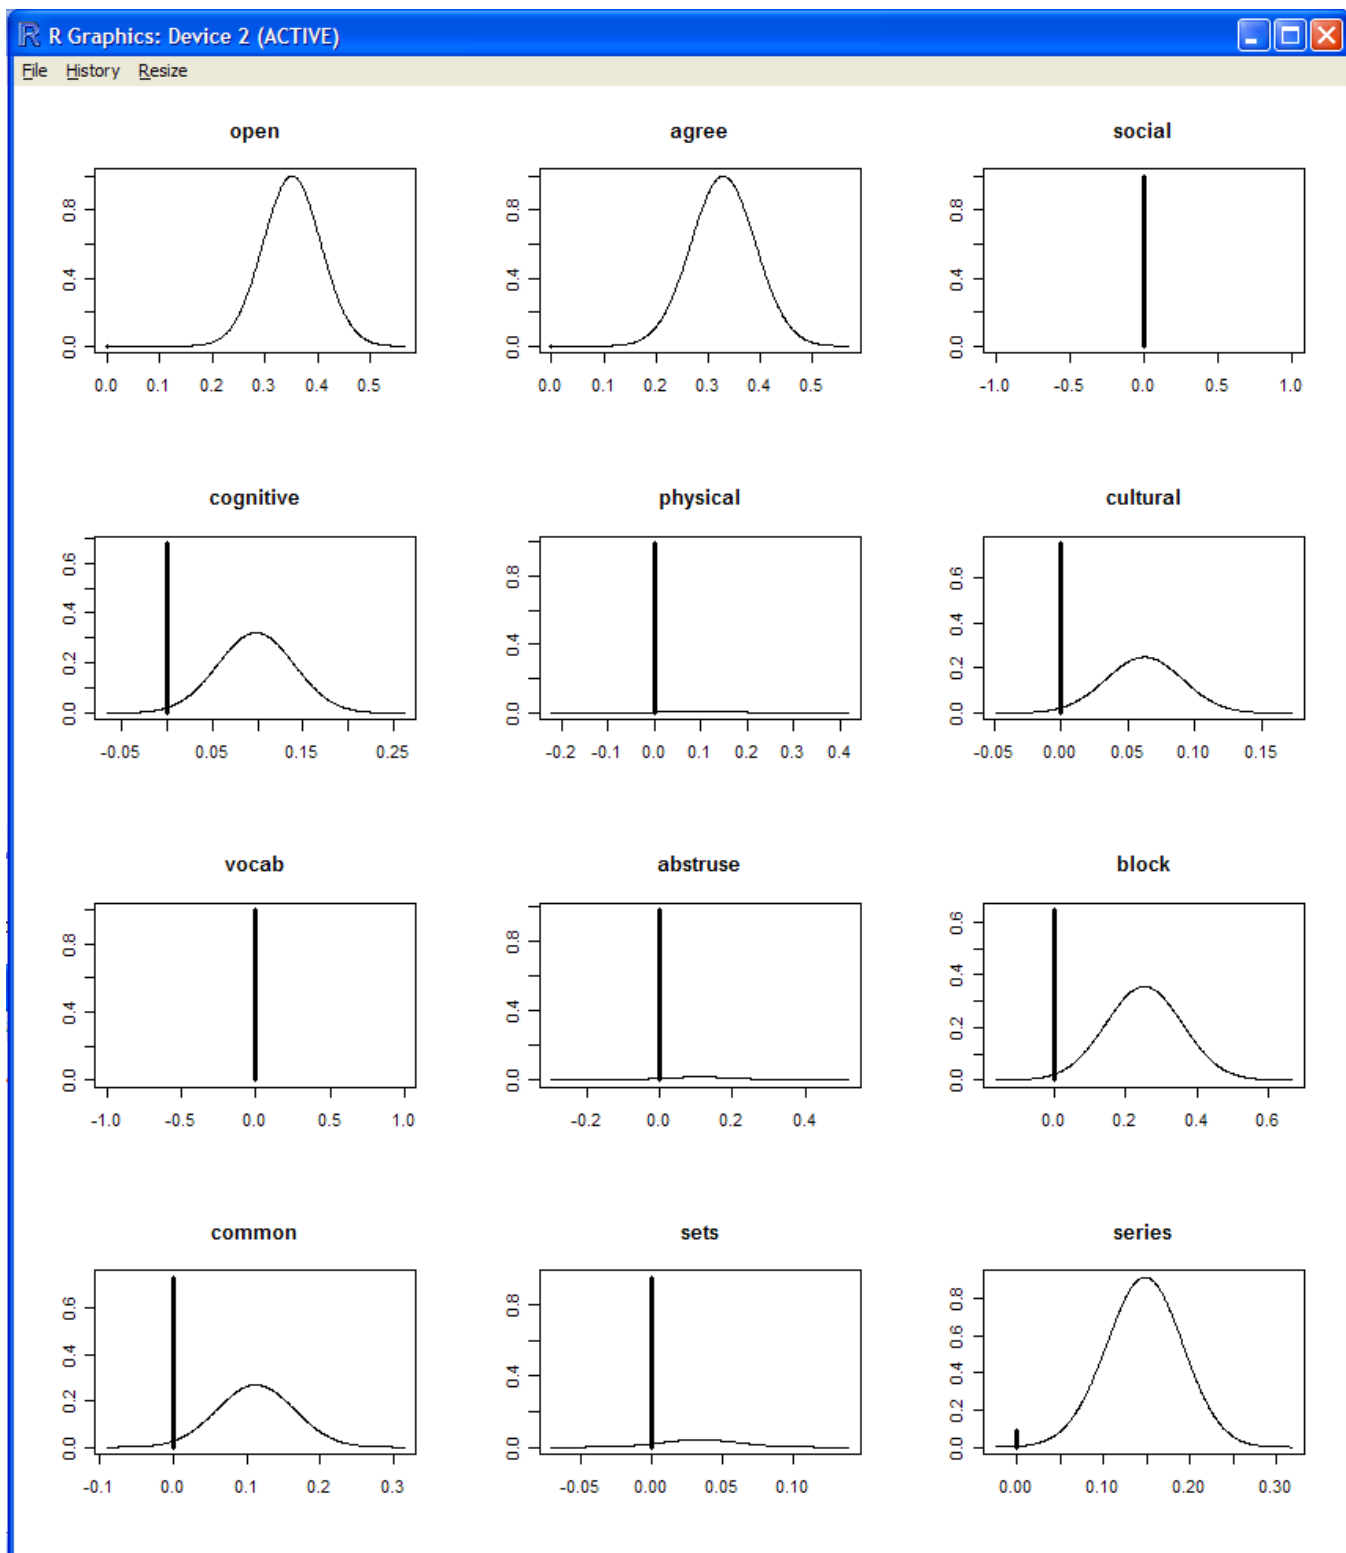 R Graphics: Device 2 (ACTIVE)
File History Resize
open agree social
0.0 0.4 0.8 0.0 0.4 0.8 0.0 0.4 0.8
0.0 0.1 0.2 0.3 0.4 0.5 0.0 0.1 0.2 0.3 0.4 0.5 -1.0 -0.5 0.0 0.5 1.0
cognitive physical cultural
0.0 0.2 0.4 0.6 0.0 0.4 0.8 0.0 0.2 0.4 0.6
-0.05 0.05 0.15 0.25 -0.2 -0.1 0.0 0.1 0.2 0.3 0.4 -0.05 0.00 0.05 0.10 0.15
vocab abstruse block
0.0 0.4 0.8 0.0 0.4 0.8 0.0 0.2 0.4 0.6
-1.0 -0.5 0.0 0.5 1.0 -0.2 0.0 0.2 0.4 0.0 0.2 0.4 0.6
common sets series
0.0 0.2 0.4 0.6 0.0 0.4 0.8 0.0 0.2 0.4 0.6 0.8
-0.1 0.0 0.1 0.2 0.3 -0.05 0.00 0.05 0.10 0.00 0.10 0.20 0.30